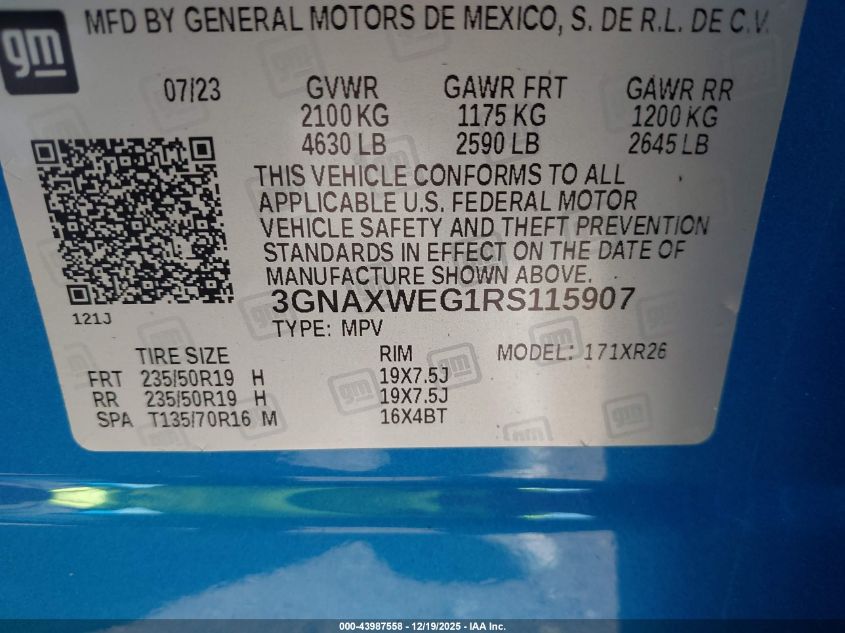 gm
MFD BY GENERAL MOTORS DE MEXICO, S. DE R.L. DE C.V.
07/23 GVWR GAWR FRT GAWR RR
2100 KG 1175 KG 1200 KG
4630 LB 2590 LB 2645 LB
THIS VEHICLE CONFORMS TO ALL
APPLICABLE U.S. FEDERAL MOTOR
VEHICLE SAFETY AND THEFT PREVENTION
STANDARDS IN EFFECT ON THE DATE OF
MANUFACTURE SHOWN ABOVE.
3GNAXWEG1RS115907
121J
TYPE: MPV
TIRE SIZE RIM MODEL: 171XR26
FRT 235/50R19 H 19X7.5J
RR 235/50R19 H 19X7.5J
SPA T135/70R16 M 16X4BT
000-43987558 - 12/19/2025 - IAA Inc.